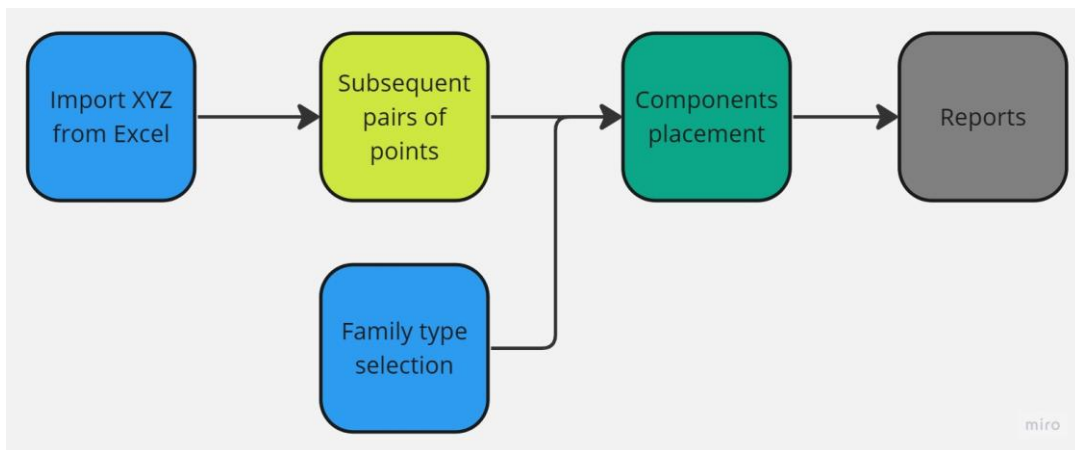 Import XYZ
from Excel
Subsequent
pairs of
points
Components
placement
Reports
Family type
selection
miro